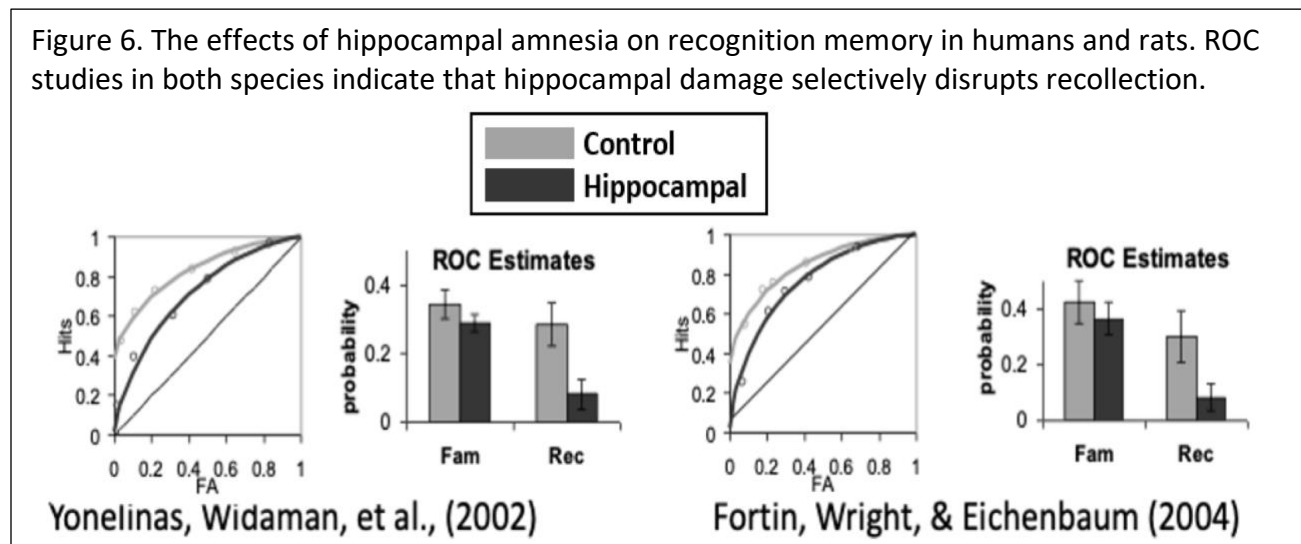 Figure 6. The effects of hippocampal amnesia on recognition memory in humans and rats. ROC
studies in both species indicate that hippocampal damage selectively disrupts recollection.
Control
Hippocampal
1
0.8
0.6
0.4
0.2
0
Hits
0 0.2 0.4 0.6 0.8 1
FA
ROC Estimates
0.4
0.2
0
probability
Fam Rec
1
0.8
0.6
0.4
0.2
0
Hits
0 0.2 0.4 0.6 0.8 1
FA
ROC Estimates
0.4
0.2
0
probability
Fam Rec
Yonelinas, Widaman, et al., (2002)
Fortin, Wright, & Eichenbaum (2004)